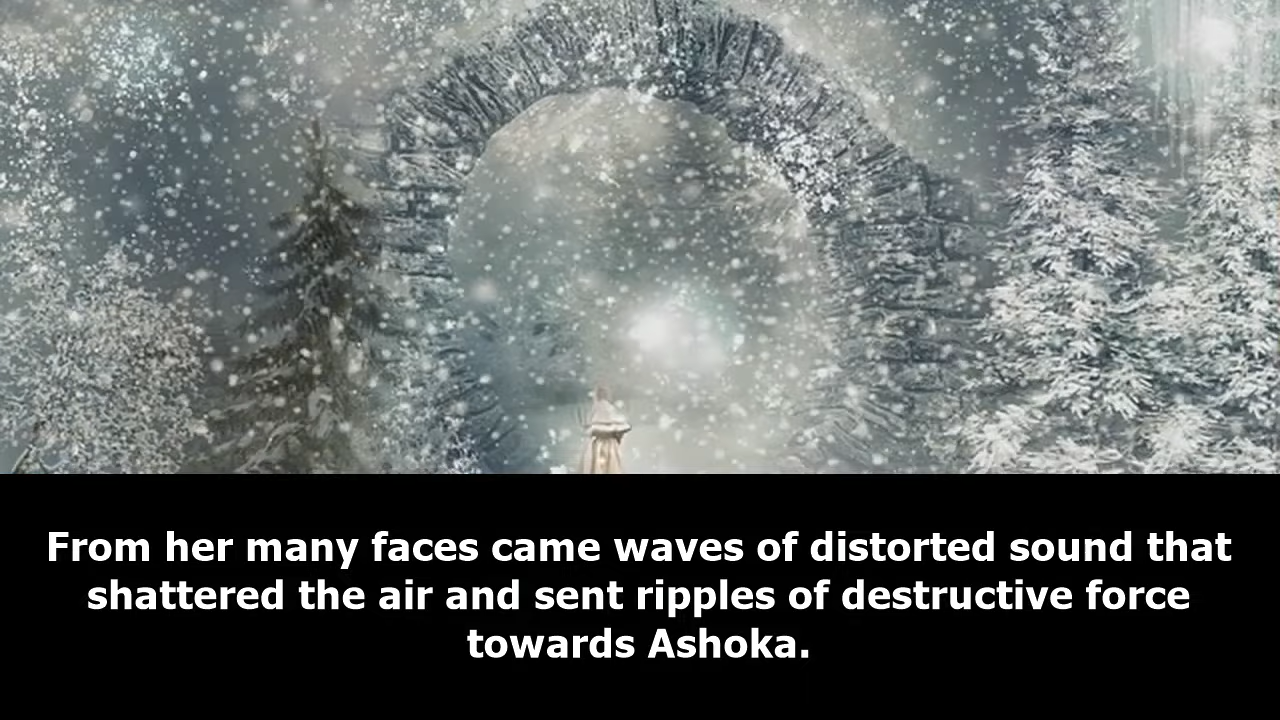 From her many faces came waves of distorted sound that
shattered the air and sent ripples of destructive force
towards Ashoka.